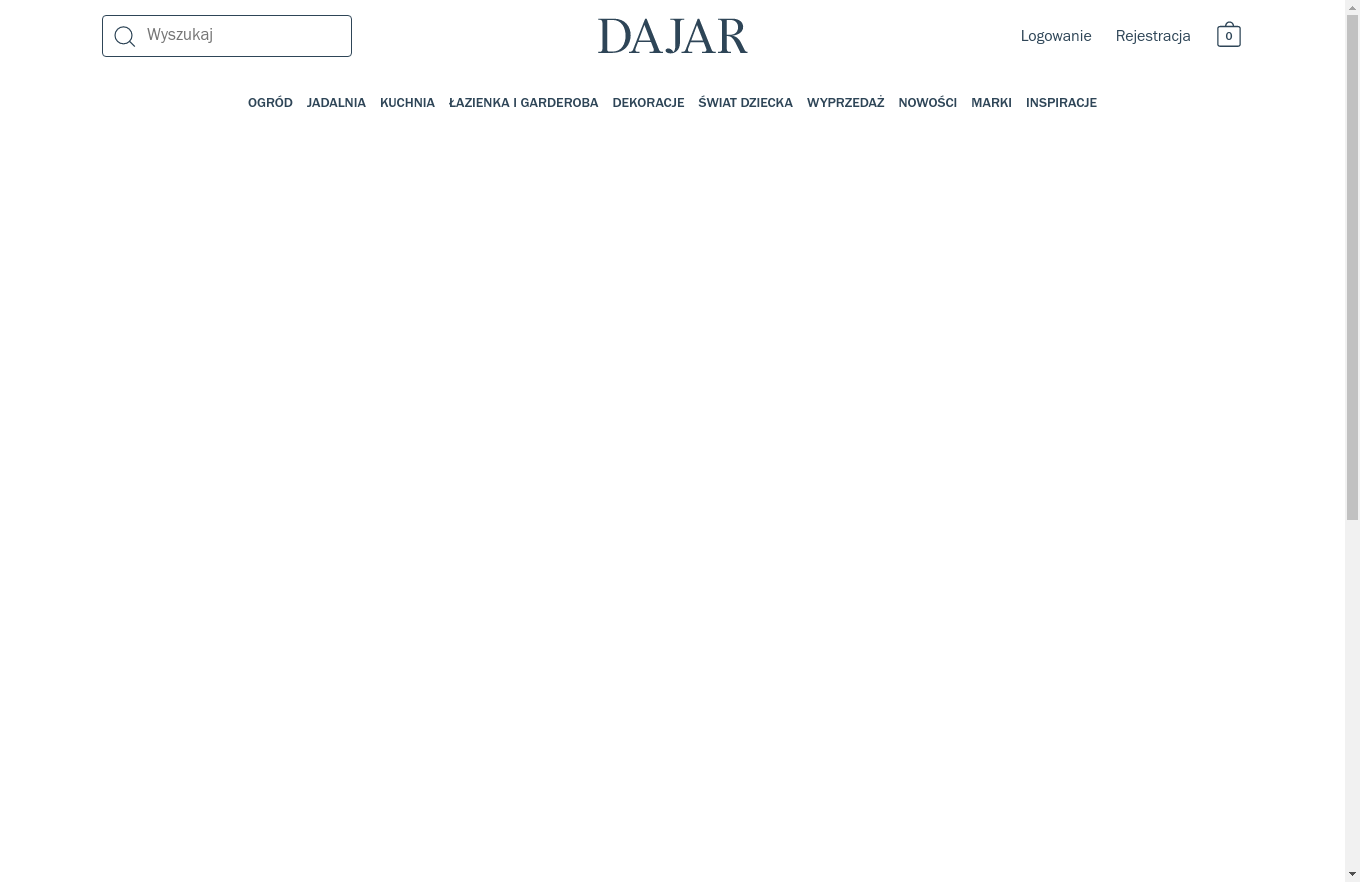 Wyszukaj
DAJAR
Logowanie
Rejestracja
0
OGRÓD JADALNIA KUCHNIA ŁAZIENKA I GARDEROBA DEKORACJE ŚWIAT DZIECKA WYPRZEDAŻ NOWOŚCI MARKI INSPIRACJE